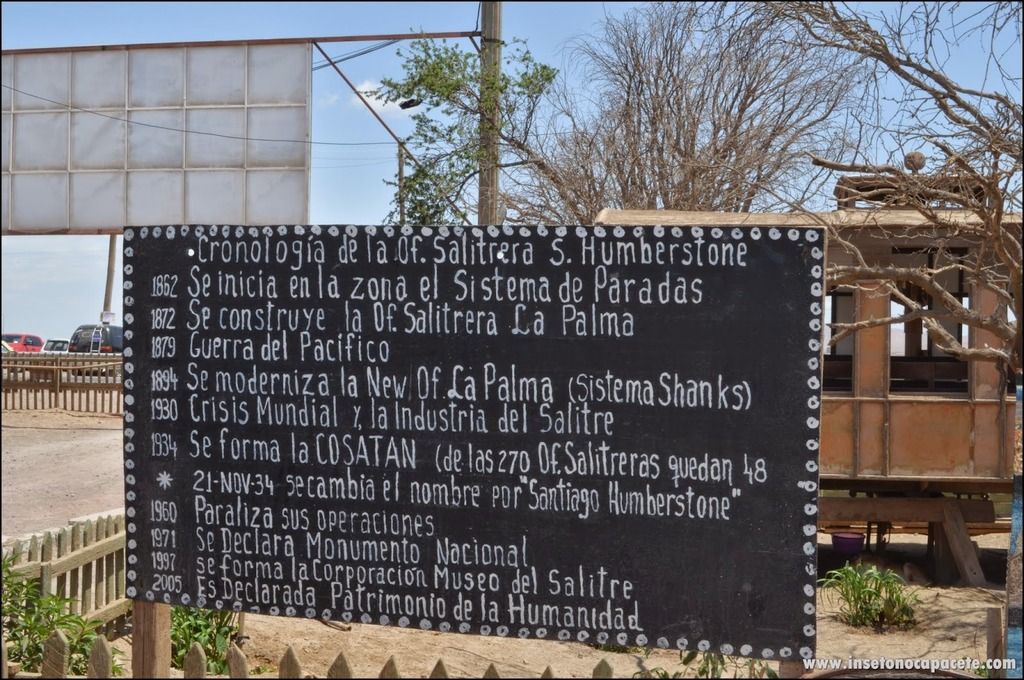 Cronología de la Of. Salitrera S. Humberstone
1862 Se inicia en la zona el Sistema de Paradas
1872 Se construye la Of. Salitrera La Palma
1879 Guerra del Pacifico
1894 Se moderniza la New Of. La Palma (Sistema Shanks)
1930 Crisis Mundial y la Industria del Salitre
1934 Se forma la COSATAN (de las 270 Of. Salitreras quedan 48
* 21-NOV-34 se cambia el nombre por "Santiago Humberstone"
1960 Paraliza sus operaciones
1971 Se Declara Monumento Nacional
1997 se forma la Corporación Museo del Salitre
2005 Es Declarada Patrimonio de la Humanidad
www.insetonocapacete.com